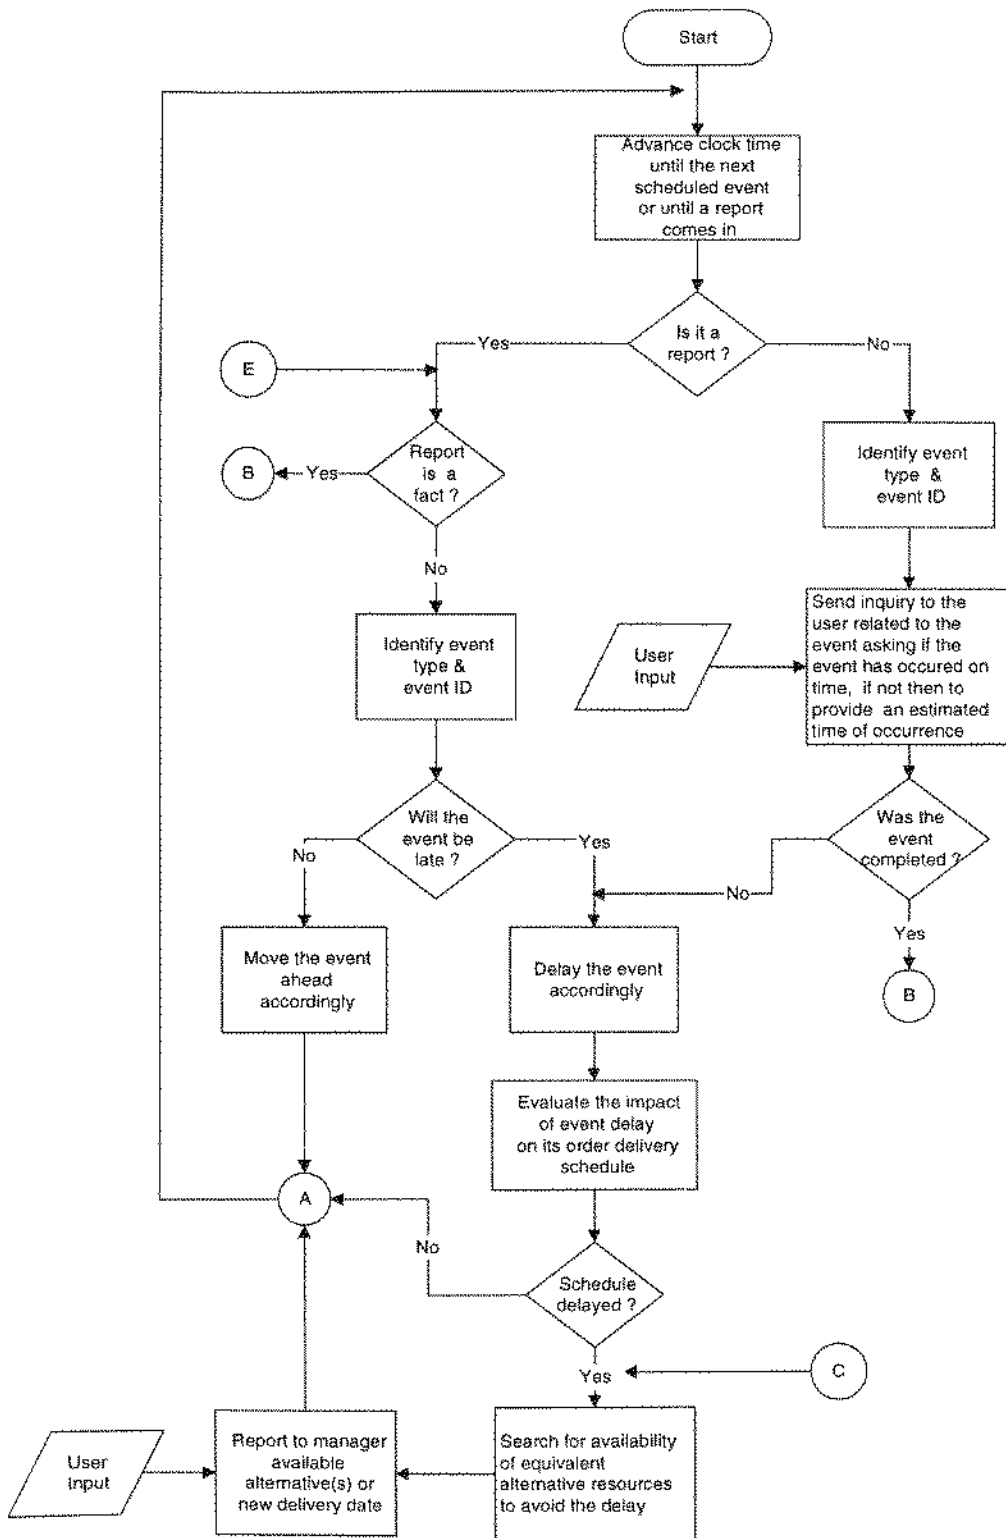 Start
Advance clock time
until the next
scheduled event
or until a report
comes in
Is it a
report ?
Yes
No
E
Report
is a
fact ?
Yes
B
No
Identify event
type &
event ID
Identify event
type &
event ID
Send inquiry to the
user related to the
event asking if the
event has occured on
time, if not then to
provide an estimated
time of occurrence
User
Input
Will the
event be
late ?
No
Yes
Was the
event
completed ?
No
Yes
B
Move the event
ahead
accordingly
Delay the event
accordingly
Evaluate the impact
of event delay
on its order delivery
schedule
A
No
Schedule
delayed ?
Yes
C
Search for availability
of equivalent
alternative resources
to avoid the delay
Report to manager
available
alternative(s) or
new delivery date
User
Input